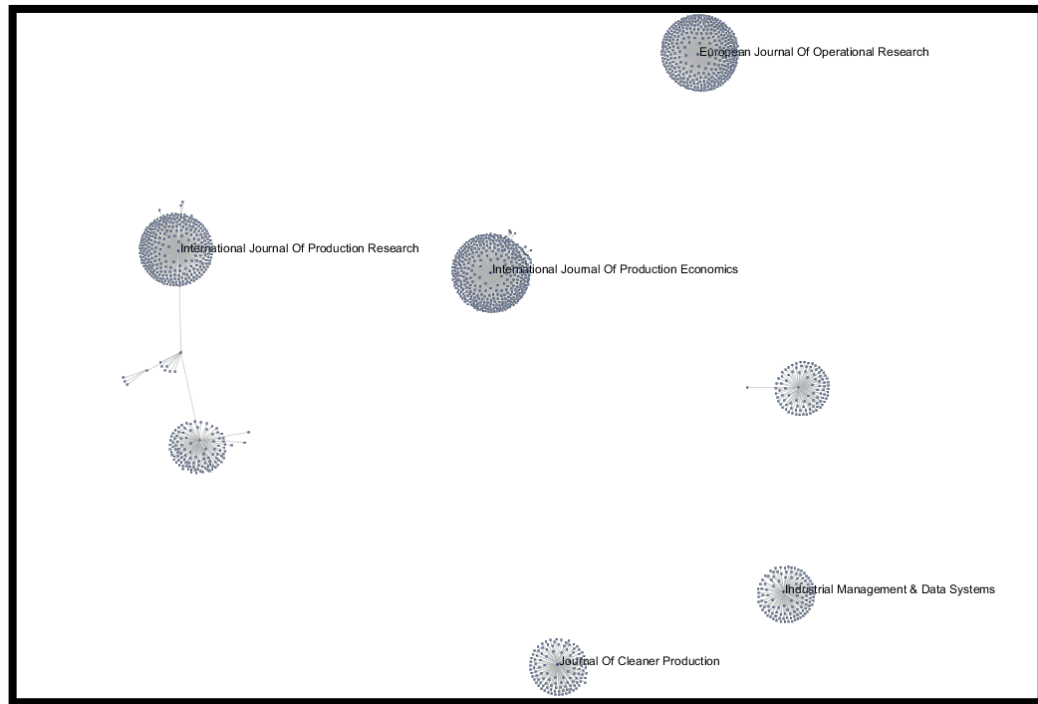 European Journal Of Operational Research
International Journal Of Production Research
International Journal Of Production Economics
Industrial Management & Data Systems
Journal Of Cleaner Production